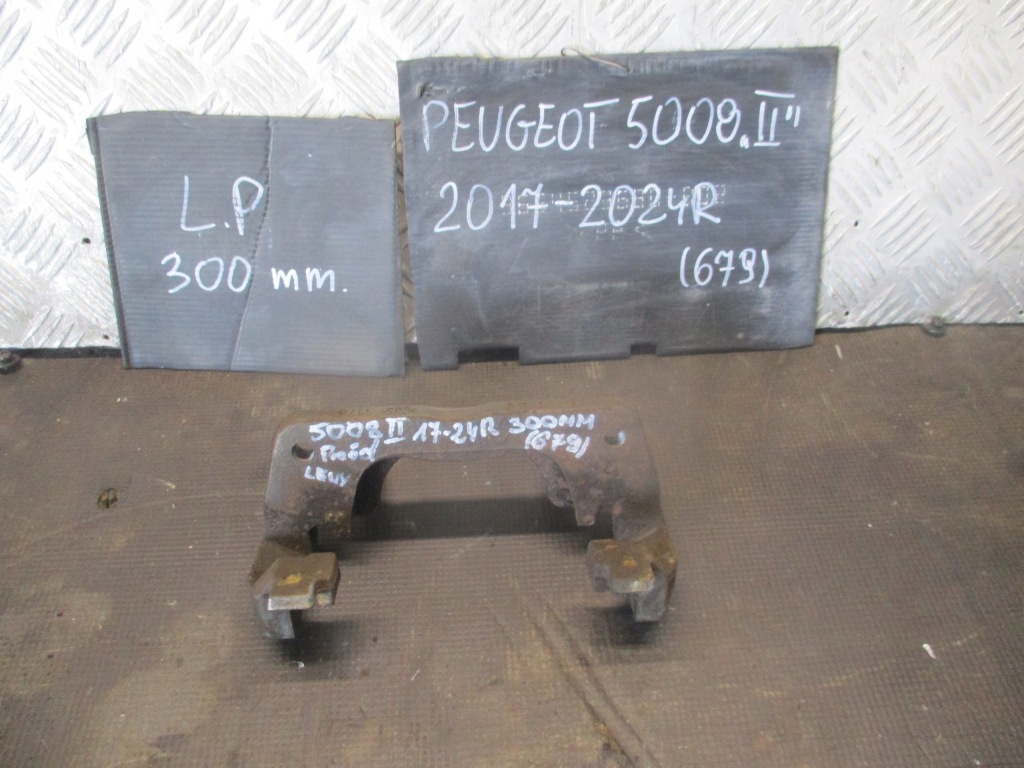 L.P
300 mm.
PEUGEOT 5008 „II"
2017-2024R
(679)
5008 II 17-24R 300MM
Przód (679)
LEWY